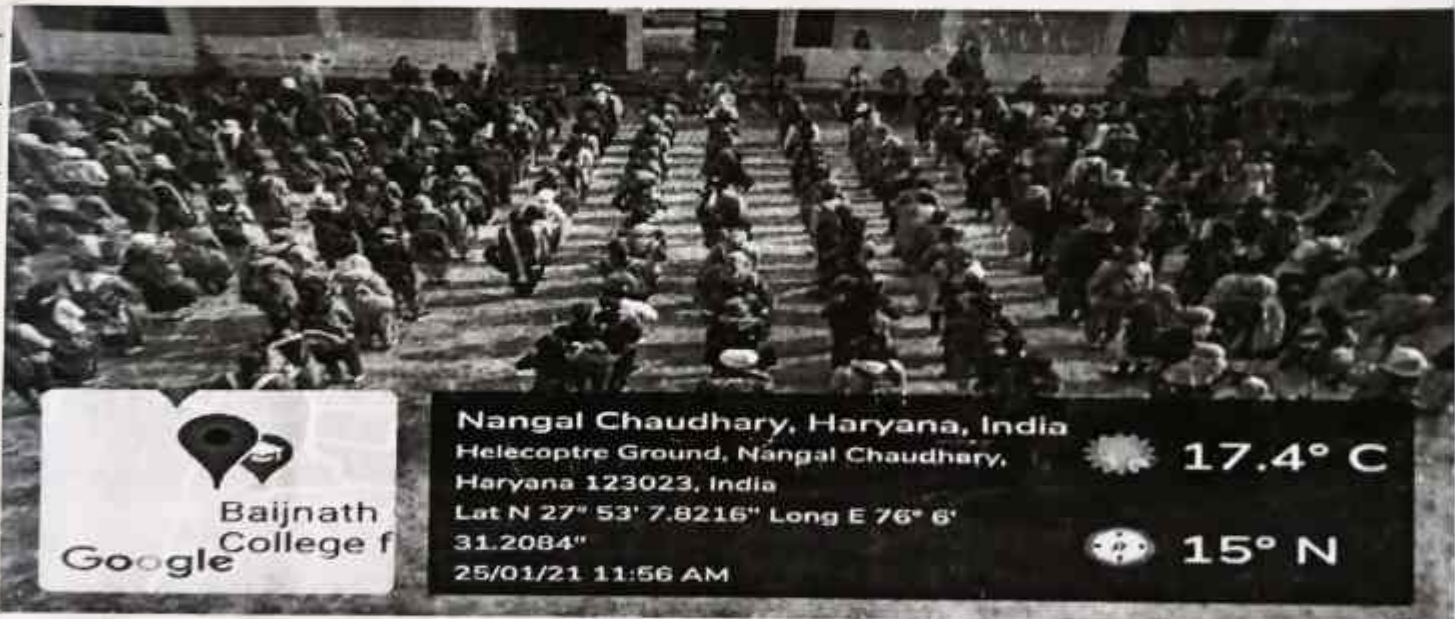 Baijnath
College f
Google
Nangal Chaudhary, Haryana, India
Helecoptre Ground, Nangal Chaudhary,
Haryana 123023, India
Lat N 27° 53' 7.8216" Long E 76° 6'
31.2084"
25/01/21 11:56 AM
17.4° C
15° N